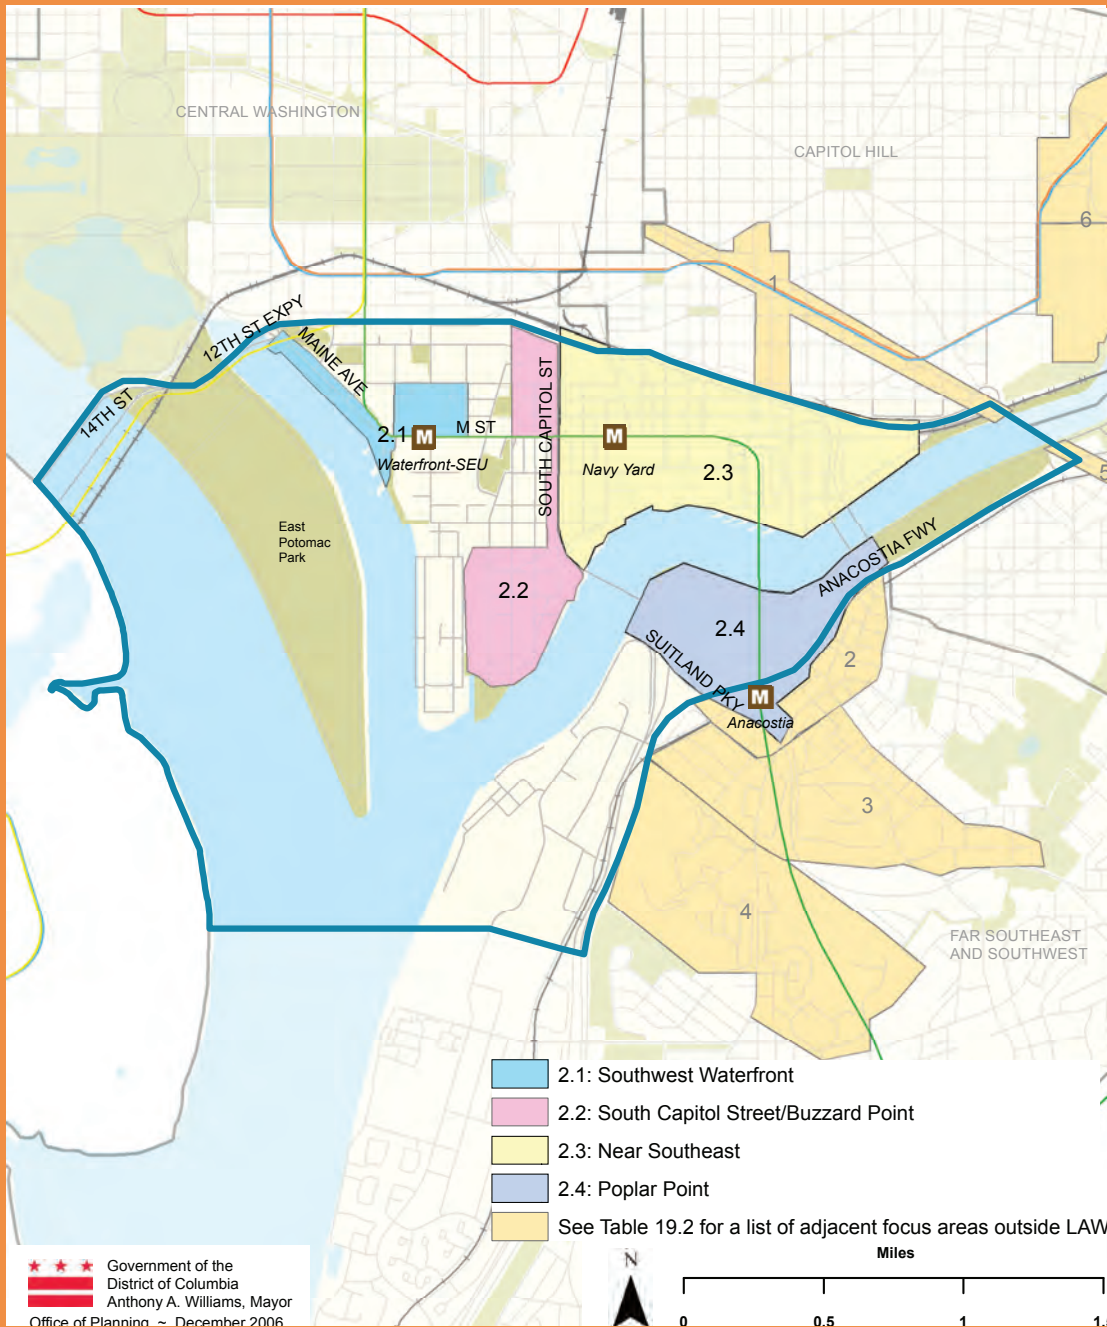 CENTRAL WASHINGTON
CAPITOL HILL
6
1
12TH ST EXPY
MAINE AVE
14TH ST
SOUTH CAPITOL ST
2.1
M
M ST
M
Waterfront-SEU
Navy Yard
2.3
5
East
Potomac
Park
ANACOSTIA FWY
2.2
2.4
SUITLAND PKY
2
M
Anacostia
3
4
FAR SOUTHEAST
AND SOUTHWEST
2.1: Southwest Waterfront
2.2: South Capitol Street/Buzzard Point
2.3: Near Southeast
2.4: Poplar Point
See Table 19.2 for a list of adjacent focus areas outside LAW
Government of the
District of Columbia
Anthony A. Williams, Mayor
Office of Planning ~ December 2006
N
Miles
0 0.5 1 1.